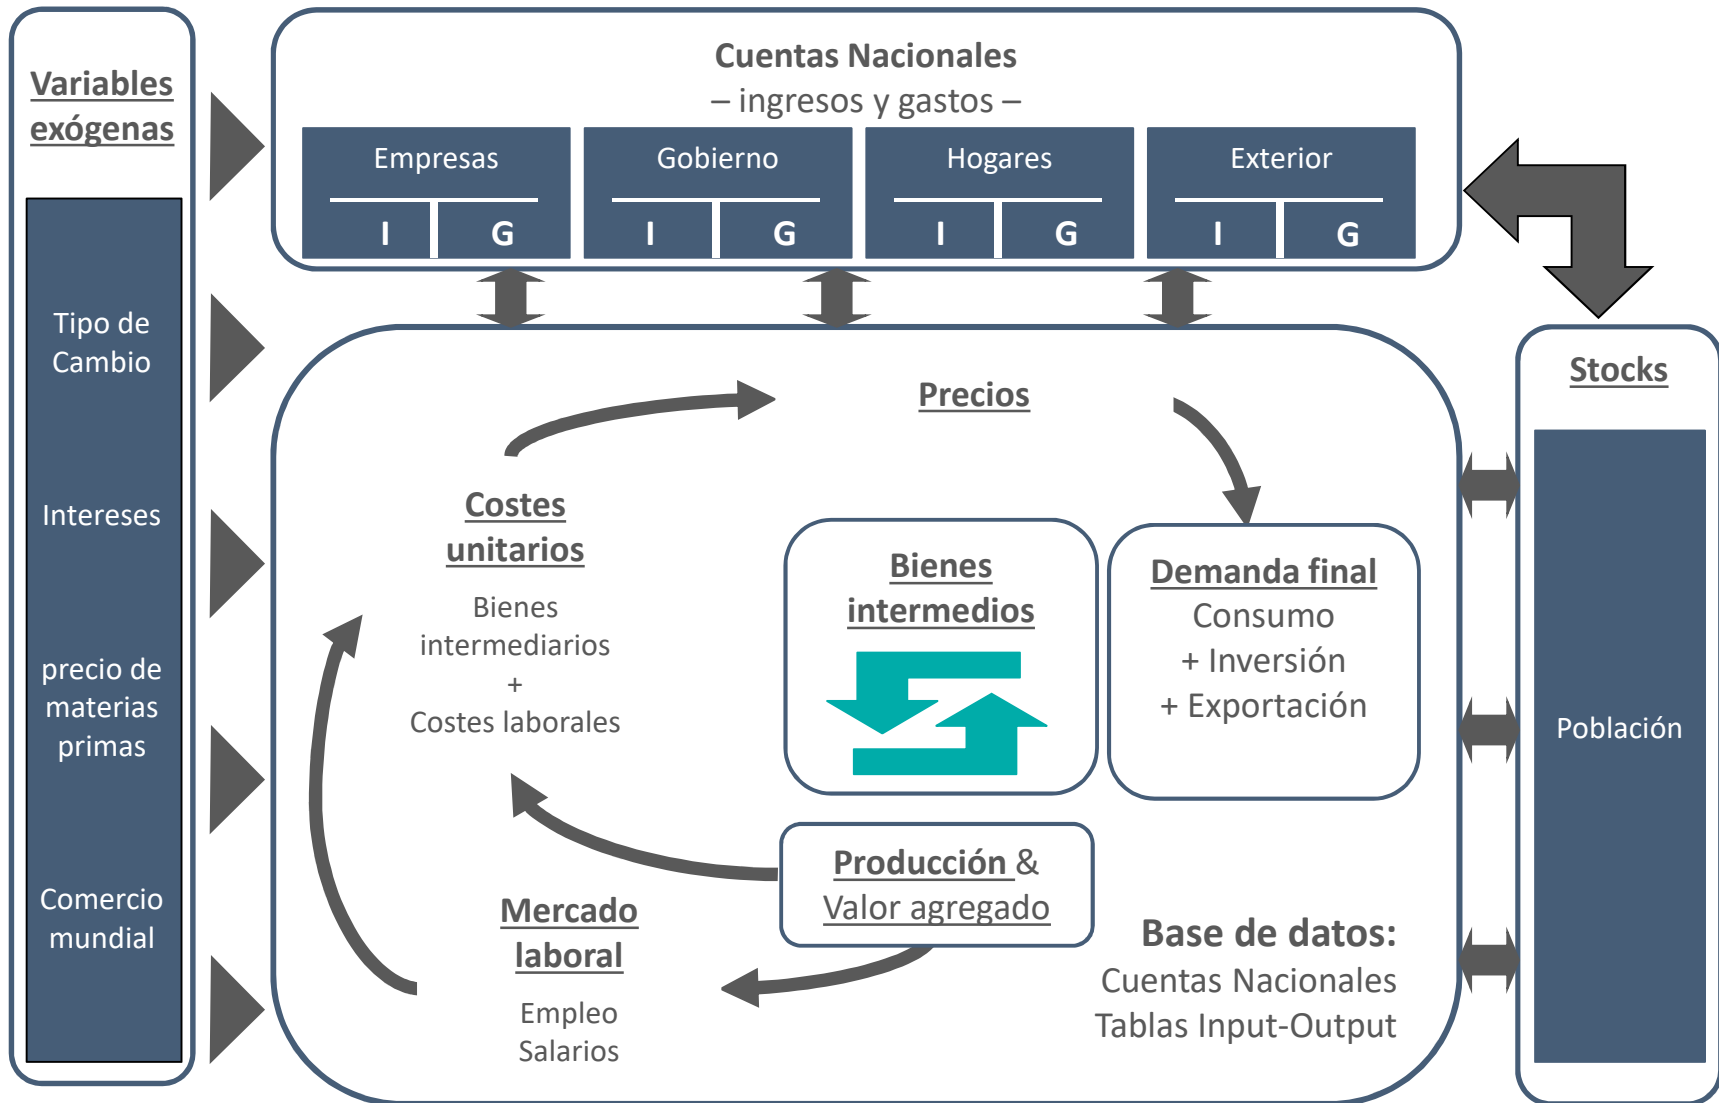 Variables
exógenas
Tipo de
Cambio
Intereses
precio de
materias
primas
Comercio
mundial
Cuentas Nacionales
– ingresos y gastos –
Empresas
I G
Gobierno
I G
Hogares
I G
Exterior
I G
Precios
Costes
unitarios
Bienes
intermediarios
+
Costes laborales
Bienes
intermedios
Demanda final
Consumo
+ Inversión
+ Exportación
Producción &
Valor agregado
Mercado
laboral
Empleo
Salarios
Base de datos:
Cuentas Nacionales
Tablas Input-Output
Stocks
Población